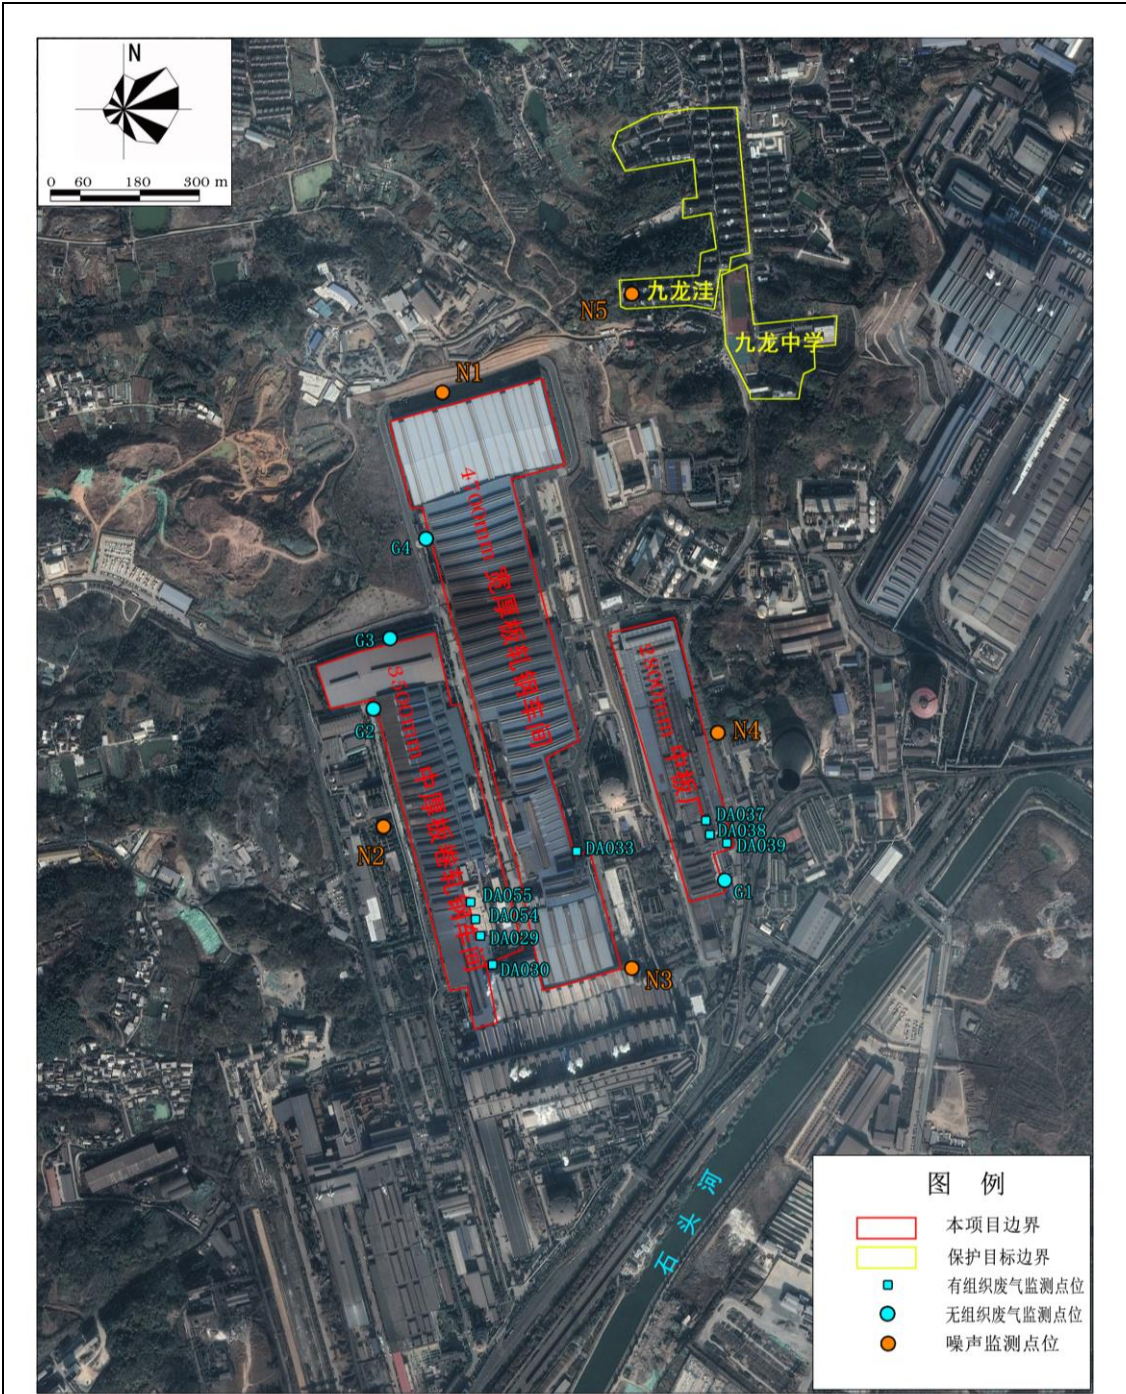 N
0 60 180 300 m
九龙洼
N5
九龙中学
N1
4700mm 宽厚板轧钢车间
G4
G3
3500mm 中厚板卷轧钢车间
2800mm 中板厂
G2
N4
DA037
DA038
DA039
N2
DA033
G1
DA055
DA054
DA029
DA030
N3
石头河
图 例
本项目边界
保护目标边界
有组织废气监测点位
无组织废气监测点位
噪声监测点位